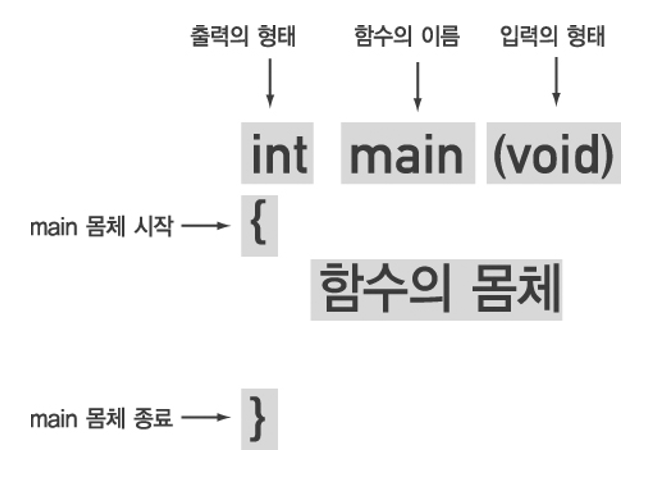 출력의 형태 함수의 이름 입력의 형태
int main (void)
main 몸체 시작 {
함수의 몸체
main 몸체 종료 }